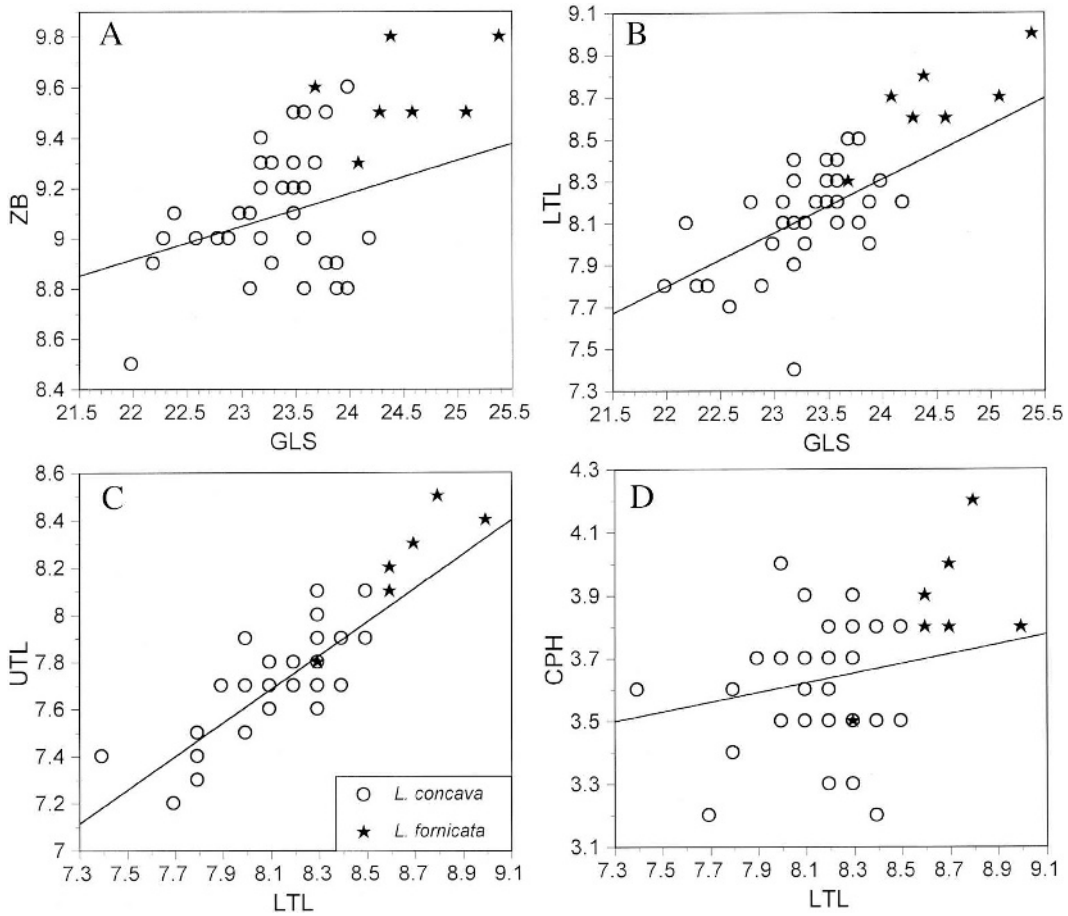 A
ZB
9.8
9.6
9.4
9.2
9
8.8
8.6
8.4
21.5 22 22.5 23 23.5 24 24.5 25 25.5
GLS
B
LTL
9.1
8.9
8.7
8.5
8.3
8.1
7.9
7.7
7.5
7.3
21.5 22 22.5 23 23.5 24 24.5 25 25.5
GLS
C
UTL
8.6
8.4
8.2
8
7.8
7.6
7.4
7.2
7
7.3 7.5 7.7 7.9 8.1 8.3 8.5 8.7 8.9 9.1
LTL
L. concava
L. fornicata
D
CPH
4.3
4.1
3.9
3.7
3.5
3.3
3.1
7.3 7.5 7.7 7.9 8.1 8.3 8.5 8.7 8.9 9.1
LTL